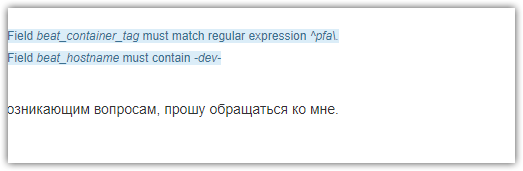 Field beat_container_tag must match regular expression ^pfa\.
Field beat_hostname must contain -dev-
озникающим вопросам, прошу обращаться ко мне.